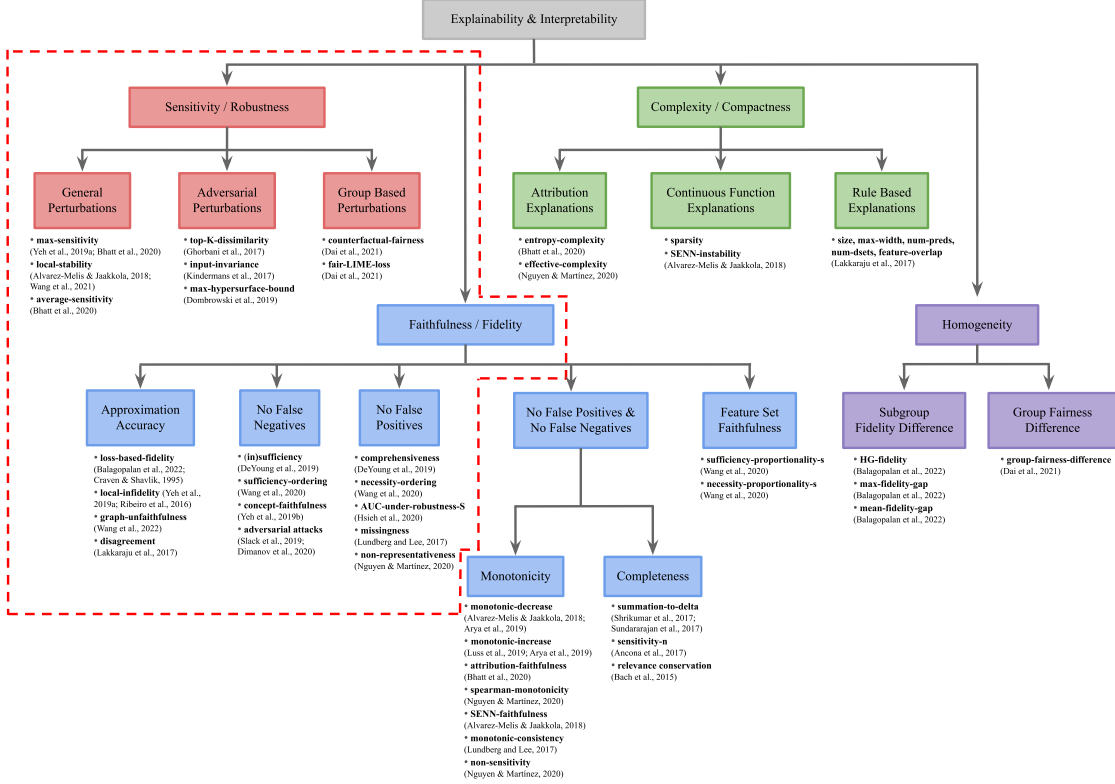 Explainability & Interpretability
Sensitivity / Robustness
Complexity / Compactness
General
Perturbations
Adversarial
Perturbations
Group Based
Perturbations
Attribution
Explanations
Continuous Function
Explanations
Rule Based
Explanations
* max-sensitivity
(Yeh et al., 2019a; Bhatt et al., 2020)
* local-stability
(Alvarez-Melis & Jaakkola, 2018;
Wang et al., 2021)
* average-sensitivity
(Bhatt et al., 2020)
* top-K-dissimilarity
(Ghorbani et al., 2017)
* input-invariance
(Kindermans et al., 2017)
* max-hypersurface-bound
(Dombrowski et al., 2019)
* counterfactual-fairness
(Dai et al., 2021)
* fair-LIME-loss
(Dai et al., 2021)
* entropy-complexity
(Bhatt et al., 2020)
* effective-complexity
(Nguyen & Martínez, 2020)
* sparsity
* SENN-instability
(Alvarez-Melis & Jaakkola, 2018)
* size, max-width, num-preds,
num-dsets, feature-overlap
(Lakkaraju et al., 2017)
Faithfulness / Fidelity
Homogeneity
Approximation
Accuracy
No False
Negatives
No False
Positives
No False Positives &
No False Negatives
Feature Set
Faithfulness
Subgroup
Fidelity Difference
Group Fairness
Difference
* loss-based-fidelity
(Balagopalan et al., 2022;
Craven & Shavlik, 1995)
* local-infidelity (Yeh et al.,
2019a; Ribeiro et al., 2016)
* graph-unfaithfulness
(Wang et al., 2022)
* disagreement
(Lakkaraju et al., 2017)
* (in)sufficiency
(DeYoung et al., 2019)
* sufficiency-ordering
(Wang et al., 2020)
* concept-faithfulness
(Yeh et al., 2019b)
* adversarial attacks
(Slack et al., 2019;
Dimanov et al., 2020)
* comprehensiveness
(DeYoung et al., 2019)
* necessity-ordering
(Wang et al., 2020)
* AUC-under-robustness-S
(Hsieh et al., 2020)
* missingness
(Lundberg and Lee, 2017)
* non-representativeness
(Nguyen & Martínez, 2020)
* sufficiency-proportionality-s
(Wang et al., 2020)
* necessity-proportionality-s
(Wang et al., 2020)
* HG-fidelity
(Balagopalan et al., 2022)
* max-fidelity-gap
(Balagopalan et al., 2022)
* mean-fidelity-gap
(Balagopalan et al., 2022)
* group-fairness-difference
(Dai et al., 2021)
Monotonicity
Completeness
* monotonic-decrease
(Alvarez-Melis & Jaakkola, 2018;
Arya et al., 2019)
* monotonic-increase
(Luss et al., 2019; Arya et al., 2019)
* attribution-faithfulness
(Bhatt et al., 2020)
* spearman-monotonicity
(Nguyen & Martínez, 2020)
* SENN-faithfulness
(Alvarez-Melis & Jaakkola, 2018)
* monotonic-consistency
(Lundberg and Lee, 2017)
* non-sensitivity
(Nguyen & Martínez, 2020)
* summation-to-delta
(Shrikumar et al., 2017;
Sundararajan et al., 2017)
* sensitivity-n
(Ancona et al., 2017)
* relevance conservation
(Bach et al., 2015)